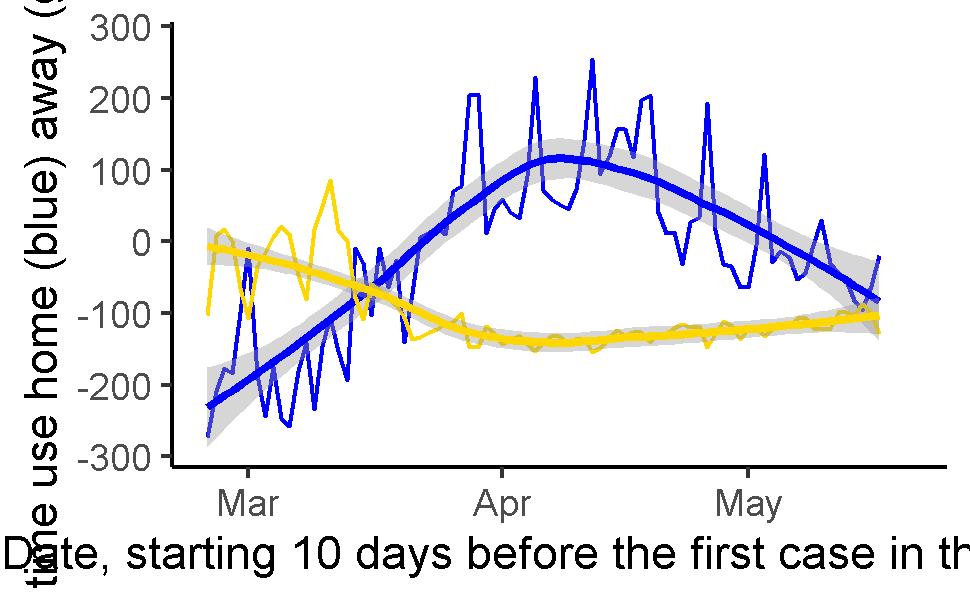 time use home (blue) away (
300
200
100
0
-100
-200
-300
Mar Apr May
Date, starting 10 days before the first case in th